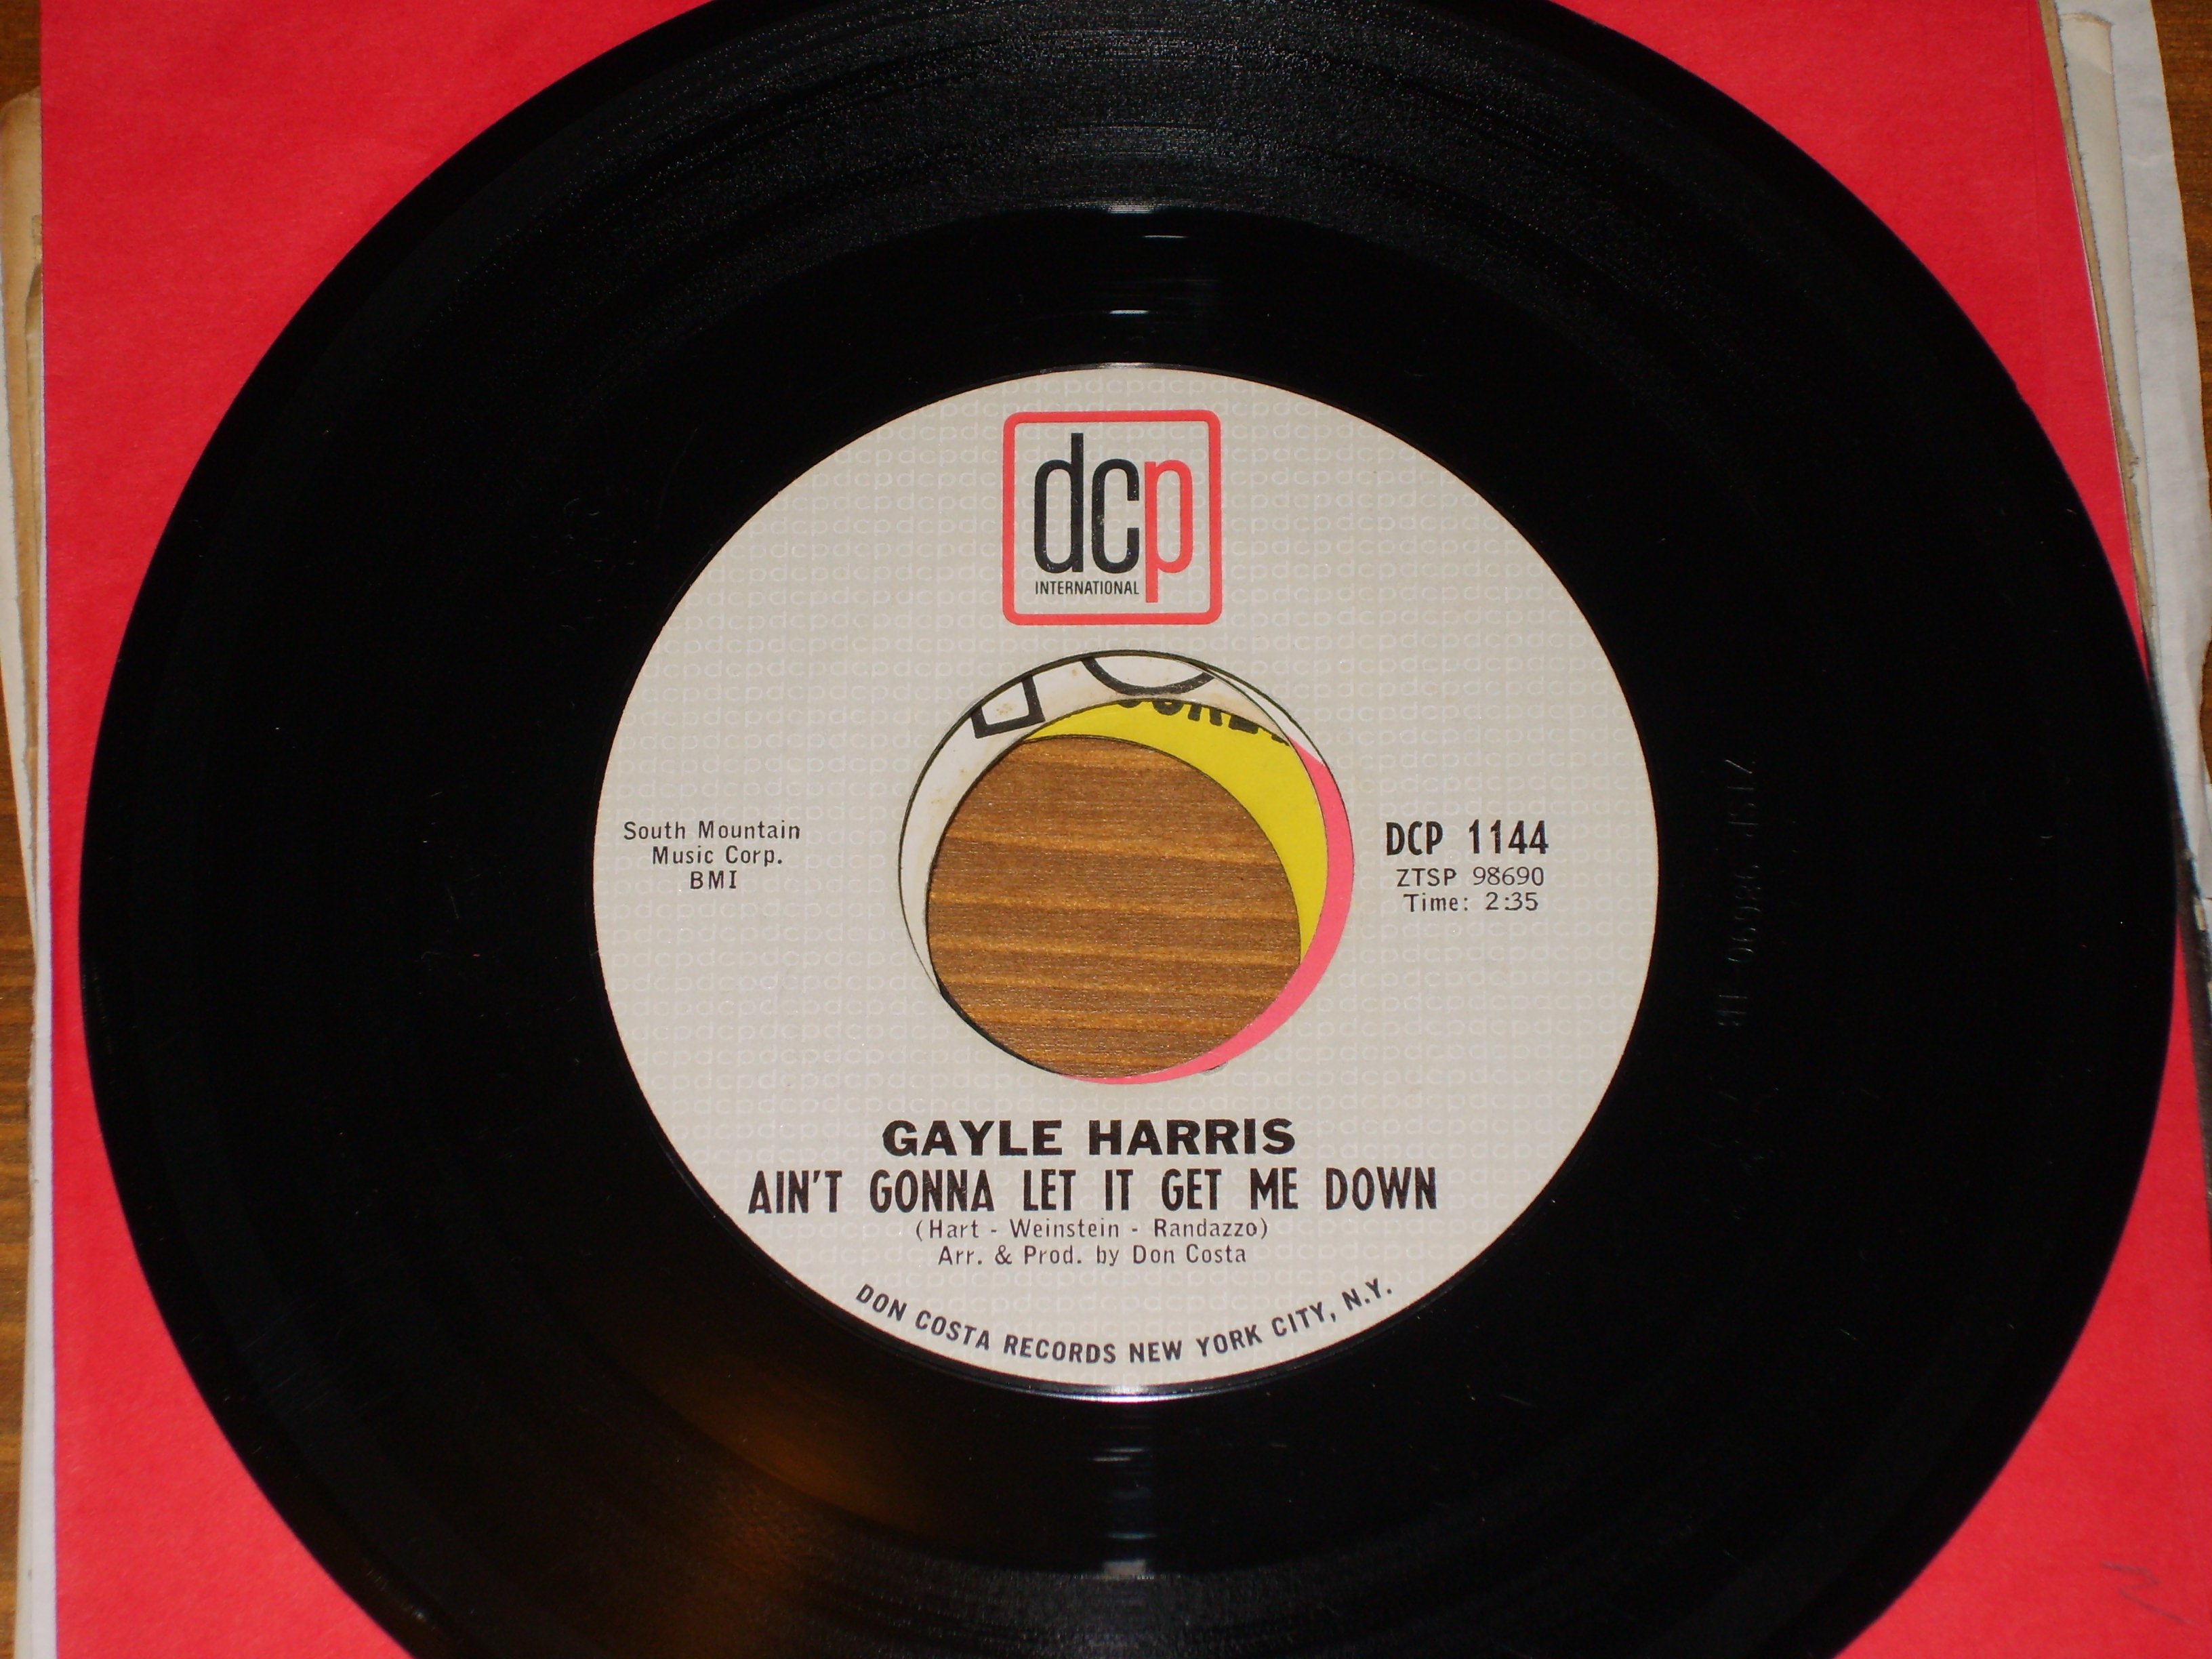 dcp
INTERNATIONAL
South Mountain
Music Corp.
BMI
DCP 1144
ZTSP 98690
Time: 2:35
GAYLE HARRIS
AIN'T GONNA LET IT GET ME DOWN
(Hart - Weinstein - Randazzo)
Arr. & Prod. by Don Costa
DON COSTA RECORDS NEW YORK CITY, N.Y.